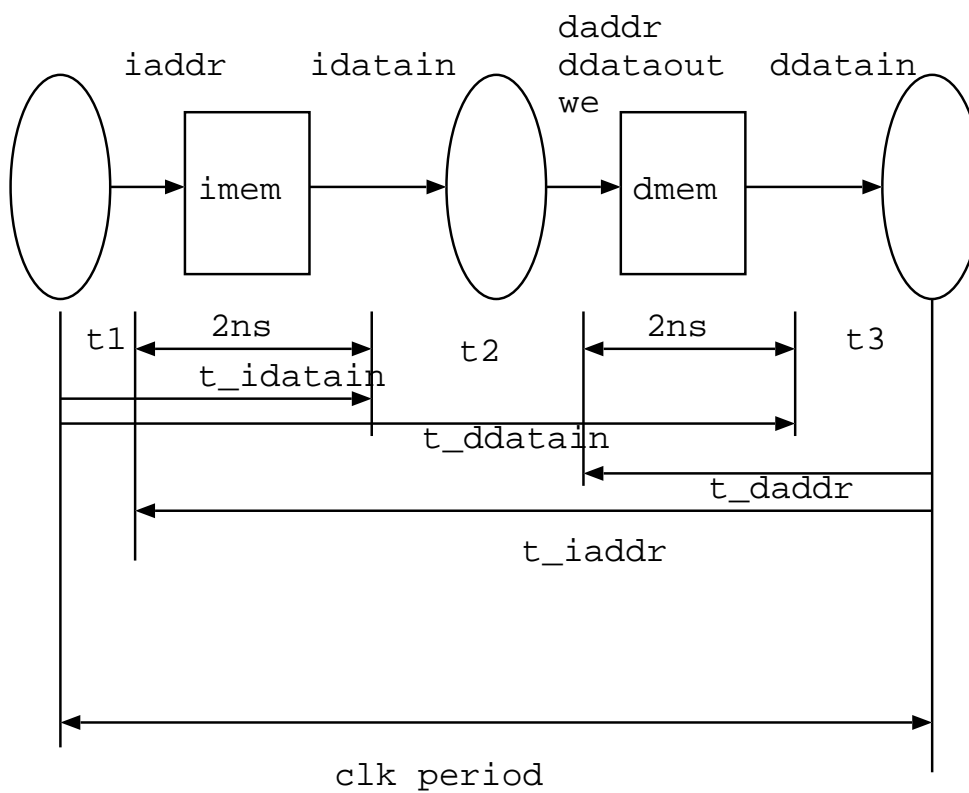 iaddr
idatain
daddr
ddataout
we
ddatain
imem
dmem
t1
2ns
t2
2ns
t3
t_idatain
t_ddatain
t_daddr
t_iaddr
clk period